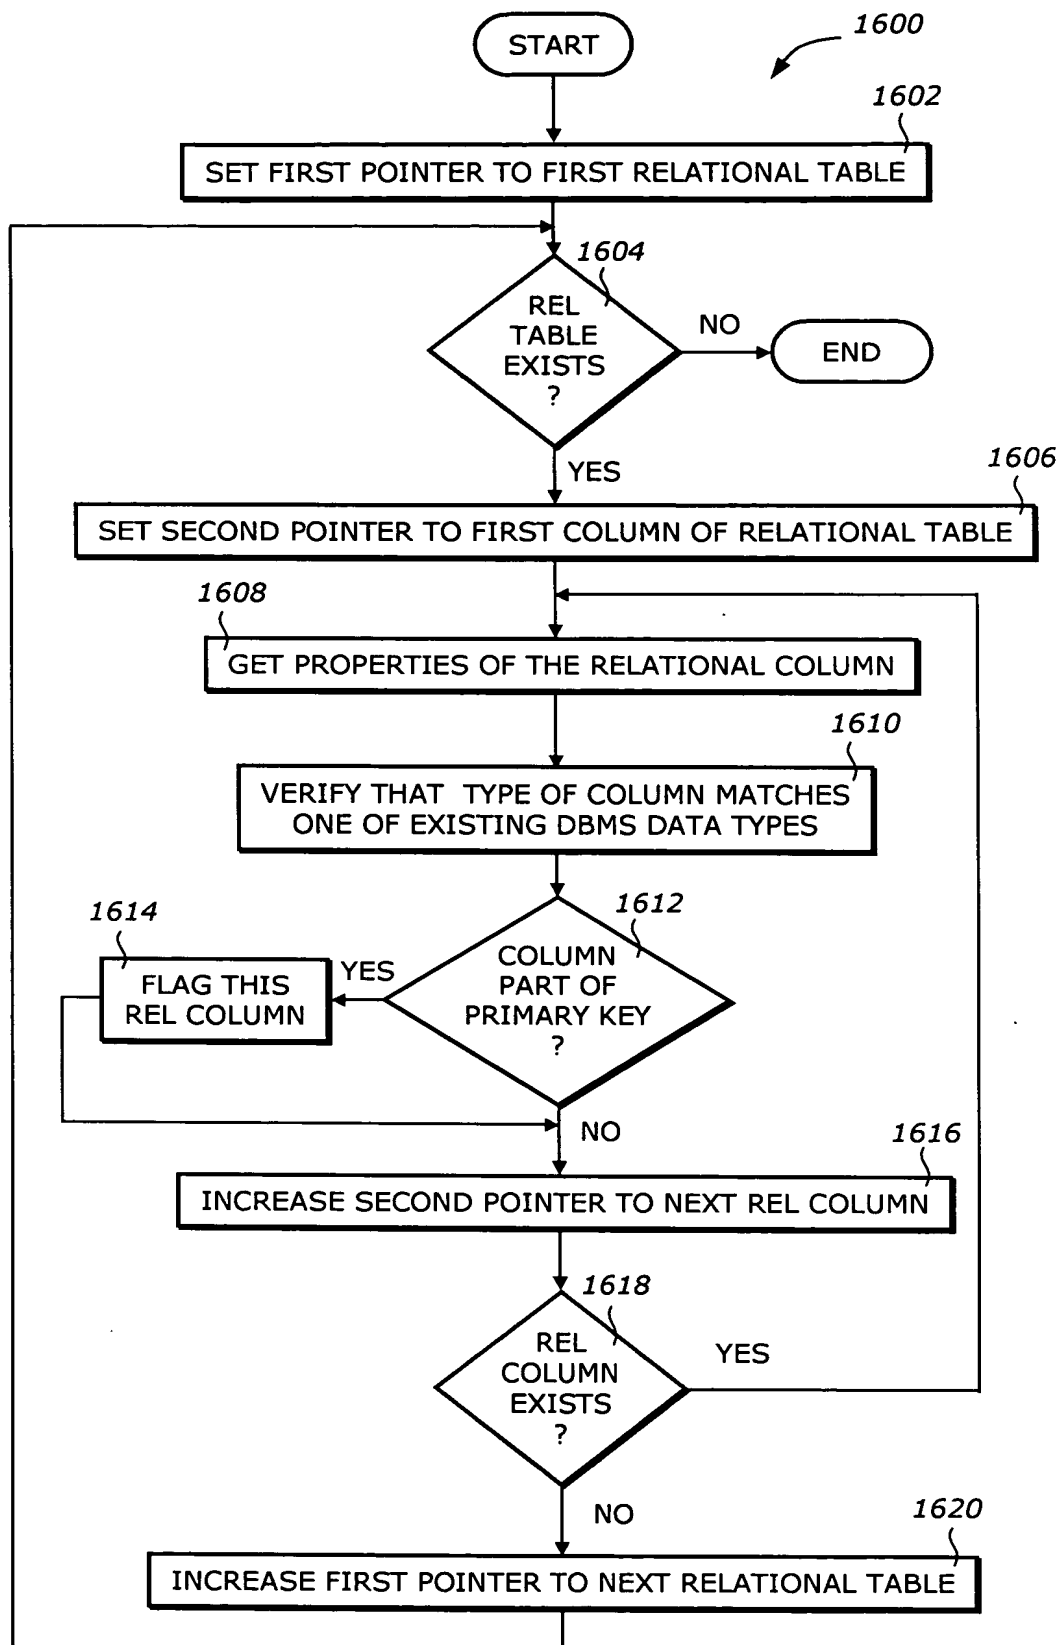 START
1600
1602
SET FIRST POINTER TO FIRST RELATIONAL TABLE
1604
REL
TABLE
EXISTS
?
NO
END
YES
1606
SET SECOND POINTER TO FIRST COLUMN OF RELATIONAL TABLE
1608
GET PROPERTIES OF THE RELATIONAL COLUMN
1610
VERIFY THAT TYPE OF COLUMN MATCHES
ONE OF EXISTING DBMS DATA TYPES
1612
COLUMN
PART OF
PRIMARY KEY
?
YES
1614
FLAG THIS
REL COLUMN
NO
1616
INCREASE SECOND POINTER TO NEXT REL COLUMN
1618
REL
COLUMN
EXISTS
?
YES
NO
1620
INCREASE FIRST POINTER TO NEXT RELATIONAL TABLE